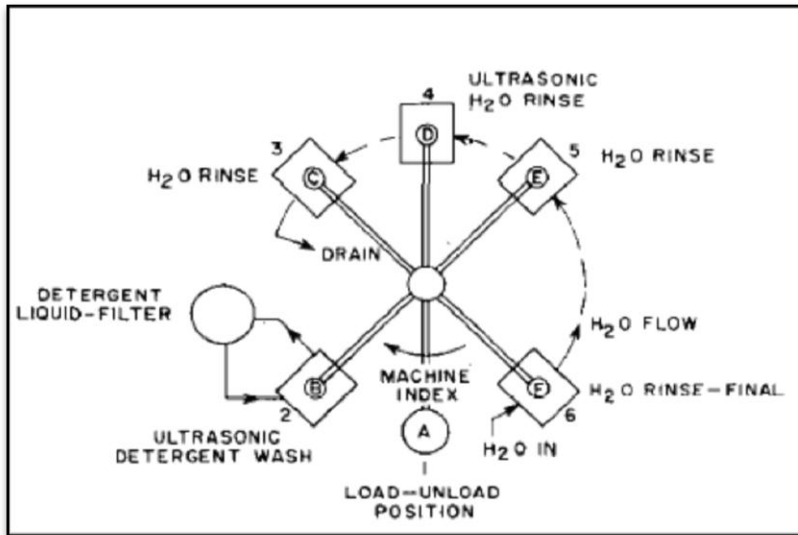 ULTRASONIC
H2O RINSE
4
D
3
H2O RINSE
C
5
H2O RINSE
E
DRAIN
DETERGENT
LIQUID-FILTER
H2O FLOW
MACHINE
INDEX
B
2
E
6
H2O RINSE-FINAL
A
H2O IN
ULTRASONIC
DETERGENT WASH
LOAD-UNLOAD
POSITION